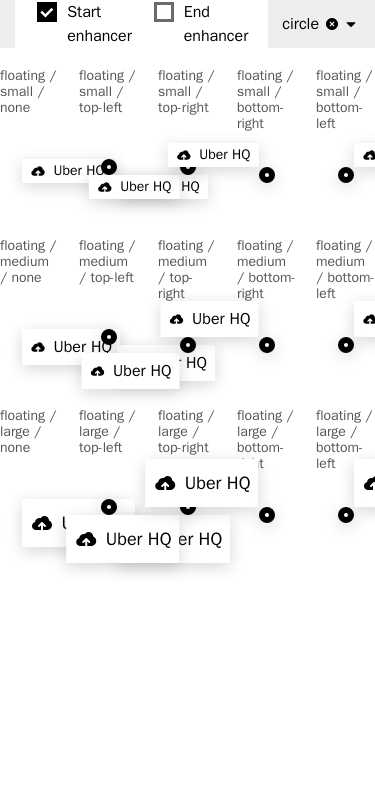 Start
enhancer
End
enhancer
circle
floating /
small /
none
floating /
small /
top-left
floating /
small /
top-right
floating /
small /
bottom-
right
floating /
small /
bottom-
left
Uber HQ
Uber HQ
HQ
Uber HQ
floating /
medium
/ none
floating /
medium
/ top-left
floating /
medium
/ top-
right
floating /
medium
/ bottom-
right
floating /
medium
/ bottom-
left
Uber HQ
Uber HQ
HQ
Uber HQ
floating /
large /
none
floating /
large /
top-left
floating /
large /
top-right
floating /
large /
bottom-
floating /
large /
bottom-
left
Uber HQ
HQ
Uber HQ